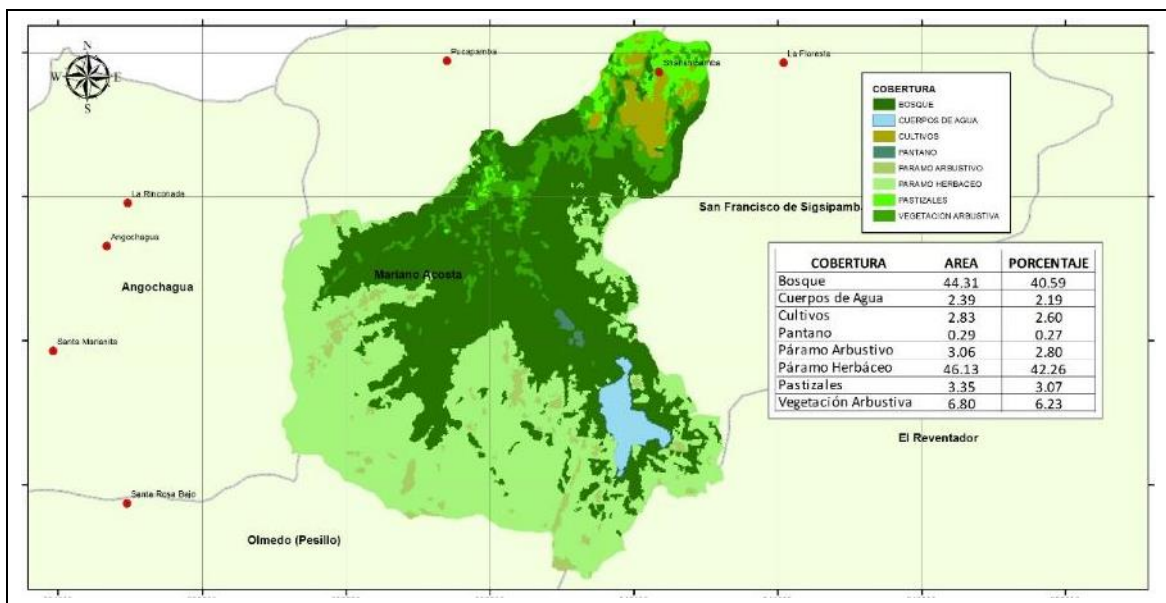 N
W E
S
Pucapamba
La Floresta
COBERTURA
BOSQUE
CUERPOS DE AGUA
CULTIVOS
PANTANO
PARAMO ARBUSTIVO
PARAMO HERBACEO
PASTIZALES
VEGETACION ARBUSTIVA
La Rinconada
San Francisco de Sigsipamb
Angochagua
Mariano Acosta
Angochagua
COBERTURA AREA PORCENTAJE
Bosque 44.31 40.59
Cuerpos de Agua 2.39 2.19
Cultivos 2.83 2.60
Pantano 0.29 0.27
Páramo Arbustivo 3.06 2.80
Páramo Herbáceo 46.13 42.26
Pastizales 3.35 3.07
Vegetación Arbustiva 6.80 6.23
Santa Marianita
El Reventador
Santa Rosa Bajo
Olmedo (Pesillo)